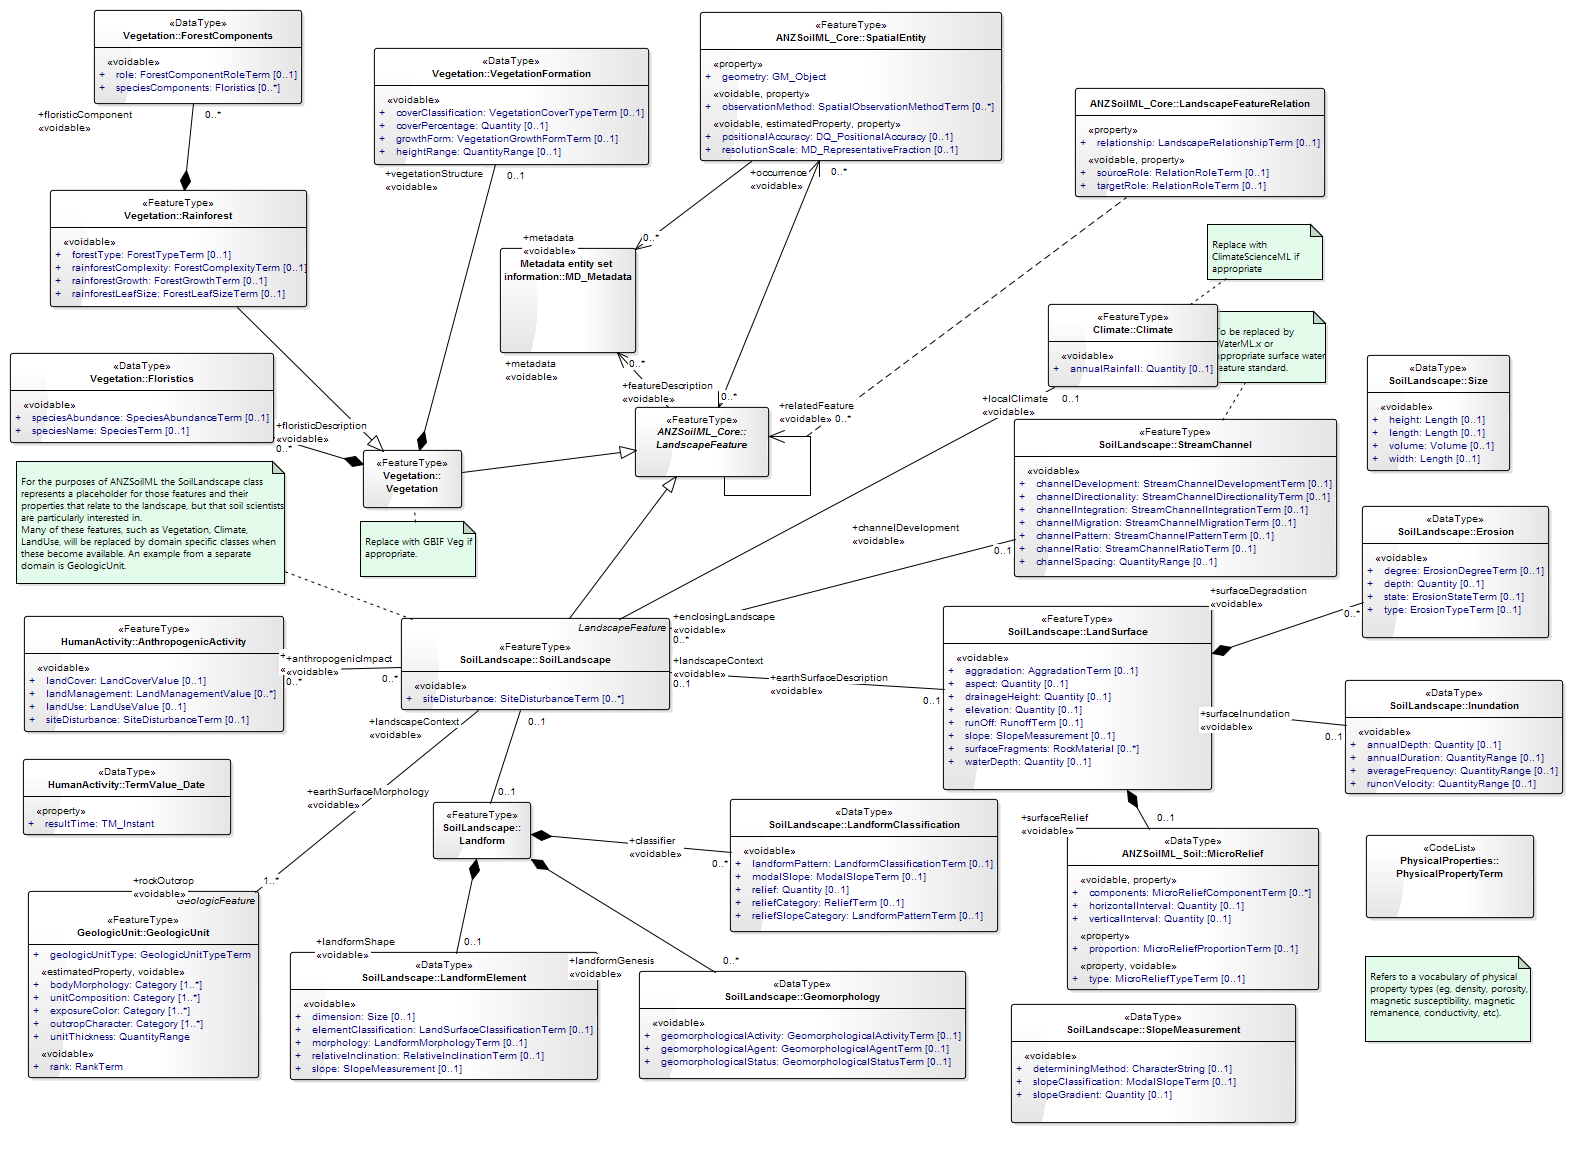 «DataType»
Vegetation::ForestComponents
«voidable»
+ role: ForestComponentRoleTerm [0..1]
+ speciesComponents: Floristics [0..*]
+floristicComponent
«voidable»
0..*
«FeatureType»
Vegetation::Rainforest
«voidable»
+ forestType: ForestTypeTerm [0..1]
+ rainforestComplexity: ForestComplexityTerm [0..1]
+ rainforestGrowth: ForestGrowthTerm [0..1]
+ rainforestLeafSize: ForestLeafSizeTerm [0..1]
«DataType»
Vegetation::VegetationFormation
«voidable»
+ coverClassification: VegetationCoverTypeTerm [0..1]
+ coverPercentage: Quantity [0..1]
+ growthForm: VegetationGrowthFormTerm [0..1]
+ heightRange: QuantityRange [0..1]
+vegetationStructure
«voidable»
0..1
«FeatureType»
ANZSoilML_Core::SpatialEntity
«property»
+ geometry: GM_Object
«voidable, property»
+ observationMethod: SpatialObservationMethodTerm [0..*]
«voidable, estimatedProperty, property»
+ positionalAccuracy: DQ_PositionalAccuracy [0..1]
+ resolutionScale: MD_RepresentativeFraction [0..1]
+occurrence
«voidable»
0..*
ANZSoilML_Core::LandscapeFeatureRelation
«property»
+ relationship: LandscapeRelationshipTerm [0..1]
«voidable, property»
+ sourceRole: RelationRoleTerm [0..1]
+ targetRole: RelationRoleTerm [0..1]
+metadata
«voidable»
0..*
Metadata entity set
information::MD_Metadata
+metadata
«voidable»
0..*
Replace with
ClimateScienceML if
appropriate
«FeatureType»
Climate::Climate
«voidable»
+ annualRainfall: Quantity [0..1]
To be replaced by
WaterML:x or
appropriate surface water
feature standard.
+localClimate
«voidable»
0..1
«DataType»
Vegetation::Floristics
«voidable»
+ speciesAbundance: SpeciesAbundanceTerm [0..1]
+ speciesName: SpeciesTerm [0..1]
+floristicDescription
«voidable»
0..*
«FeatureType»
Vegetation::
Vegetation
Replace with GBIF Veg if
appropriate.
+featureDescription
«voidable»
0..*
«FeatureType»
ANZSoilML_Core::
LandscapeFeature
+relatedFeature
«voidable» 0..*
«FeatureType»
SoilLandscape::StreamChannel
«voidable»
+ channelDevelopment: StreamChannelDevelopmentTerm [0..1]
+ channelDirectionality: StreamChannelDirectionalityTerm [0..1]
+ channelIntegration: StreamChannelIntegrationTerm [0..1]
+ channelMigration: StreamChannelMigrationTerm [0..1]
+ channelPattern: StreamChannelPatternTerm [0..1]
+ channelRatio: StreamChannelRatioTerm [0..1]
+ channelSpacing: QuantityRange [0..1]
+channelDevelopment
«voidable»
0..1
«DataType»
SoilLandscape::Size
«voidable»
+ height: Length [0..1]
+ length: Length [0..1]
+ volume: Volume [0..1]
+ width: Length [0..1]
For the purposes of ANZSoilML the SoilLandscape class
represents a placeholder for those features and their
properties that relate to the landscape, but that soil scientists
are particularly interested in.
Many of these features, such as Vegetation, Climate,
LandUse, will be replaced by domain specific classes when
these become available. An example from a separate
domain is GeologicUnit.
«DataType»
SoilLandscape::Erosion
«voidable»
+ degree: ErosionDegreeTerm [0..1]
+ depth: Quantity [0..1]
+ state: ErosionStateTerm [0..1]
+ type: ErosionTypeTerm [0..1]
+surfaceDegradation
«voidable»
0..*
«FeatureType»
HumanActivity::AnthropogenicActivity
«voidable»
+ landCover: LandCoverValue [0..1]
+ landManagement: LandManagementValue [0..*]
+ landUse: LandUseValue [0..1]
+ siteDisturbance: SiteDisturbanceTerm [0..1]
+anthropogenicImpact
«voidable»
0..*
0..*
LandscapeFeature
«FeatureType»
SoilLandscape::SoilLandscape
«voidable»
+ siteDisturbance: SiteDisturbanceTerm [0..*]
+enclosingLandscape
«voidable»
0..*
+landscapeContext
«voidable»
0..1
+earthSurfaceDescription
«voidable»
0..1
«FeatureType»
SoilLandscape::LandSurface
«voidable»
+ aggradation: AggradationTerm [0..1]
+ aspect: Quantity [0..1]
+ drainageHeight: Quantity [0..1]
+ elevation: Quantity [0..1]
+ runOff: RunoffTerm [0..1]
+ slope: SlopeMeasurement [0..1]
+ surfaceFragments: RockMaterial [0..*]
+ waterDepth: Quantity [0..1]
+surfaceInundation
«voidable»
0..1
«DataType»
SoilLandscape::Inundation
«voidable»
+ annualDepth: Quantity [0..1]
+ annualDuration: QuantityRange [0..1]
+ averageFrequency: QuantityRange [0..1]
+ runonVelocity: QuantityRange [0..1]
+landscapeContext
«voidable»
0..1
«DataType»
HumanActivity::TermValue_Date
«property»
+ resultTime: TM_Instant
+earthSurfaceMorphology
«voidable»
0..1
«FeatureType»
SoilLandscape::
Landform
+classifier
«voidable»
0..*
«DataType»
SoilLandscape::LandformClassification
«voidable»
+ landformPattern: LandformClassificationTerm [0..1]
+ modalSlope: ModalSlopeTerm [0..1]
+ relief: Quantity [0..1]
+ reliefCategory: ReliefTerm [0..1]
+ reliefSlopeCategory: LandformPatternTerm [0..1]
+surfaceRelief
«voidable»
0..1
«DataType»
ANZSoilML_Soil::MicroRelief
«voidable, property»
+ components: MicroReliefComponentTerm [0..*]
+ horizontalInterval: Quantity [0..1]
+ verticalInterval: Quantity [0..1]
«property»
+ proportion: MicroReliefProportionTerm [0..1]
«property, voidable»
+ type: MicroReliefTypeTerm [0..1]
«CodeList»
PhysicalProperties::
PhysicalPropertyTerm
+rockOutcrop
«voidable»
1..*
GeologicFeature
«FeatureType»
GeologicUnit::GeologicUnit
+ geologicUnitType: GeologicUnitTypeTerm
«estimatedProperty, voidable»
+ bodyMorphology: Category [1..*]
+ unitComposition: Category [1..*]
+ exposureColor: Category [1..*]
+ outcropCharacter: Category [1..*]
+ unitThickness: QuantityRange
«voidable»
+ rank: RankTerm
+landformShape
«voidable»
0..1
«DataType»
SoilLandscape::LandformElement
«voidable»
+ dimension: Size [0..1]
+ elementClassification: LandSurfaceClassificationTerm [0..1]
+ morphology: LandformMorphologyTerm [0..1]
+ relativeInclination: RelativeInclinationTerm [0..1]
+ slope: SlopeMeasurement [0..1]
+landformGenesis
«voidable»
0..*
«DataType»
SoilLandscape::Geomorphology
«voidable»
+ geomorphologicalActivity: GeomorphologicalActivityTerm [0..1]
+ geomorphologicalAgent: GeomorphologicalAgentTerm [0..1]
+ geomorphologicalStatus: GeomorphologicalStatusTerm [0..1]
Refers to a vocabulary of physical
property types (eg, density, porosity,
magnetic susceptibility, magnetic
remanence, conductivity, etc).
«DataType»
SoilLandscape::SlopeMeasurement
«voidable»
+ determiningMethod: CharacterString [0..1]
+ slopeClassification: ModalSlopeTerm [0..1]
+ slopeGradient: Quantity [0..1]